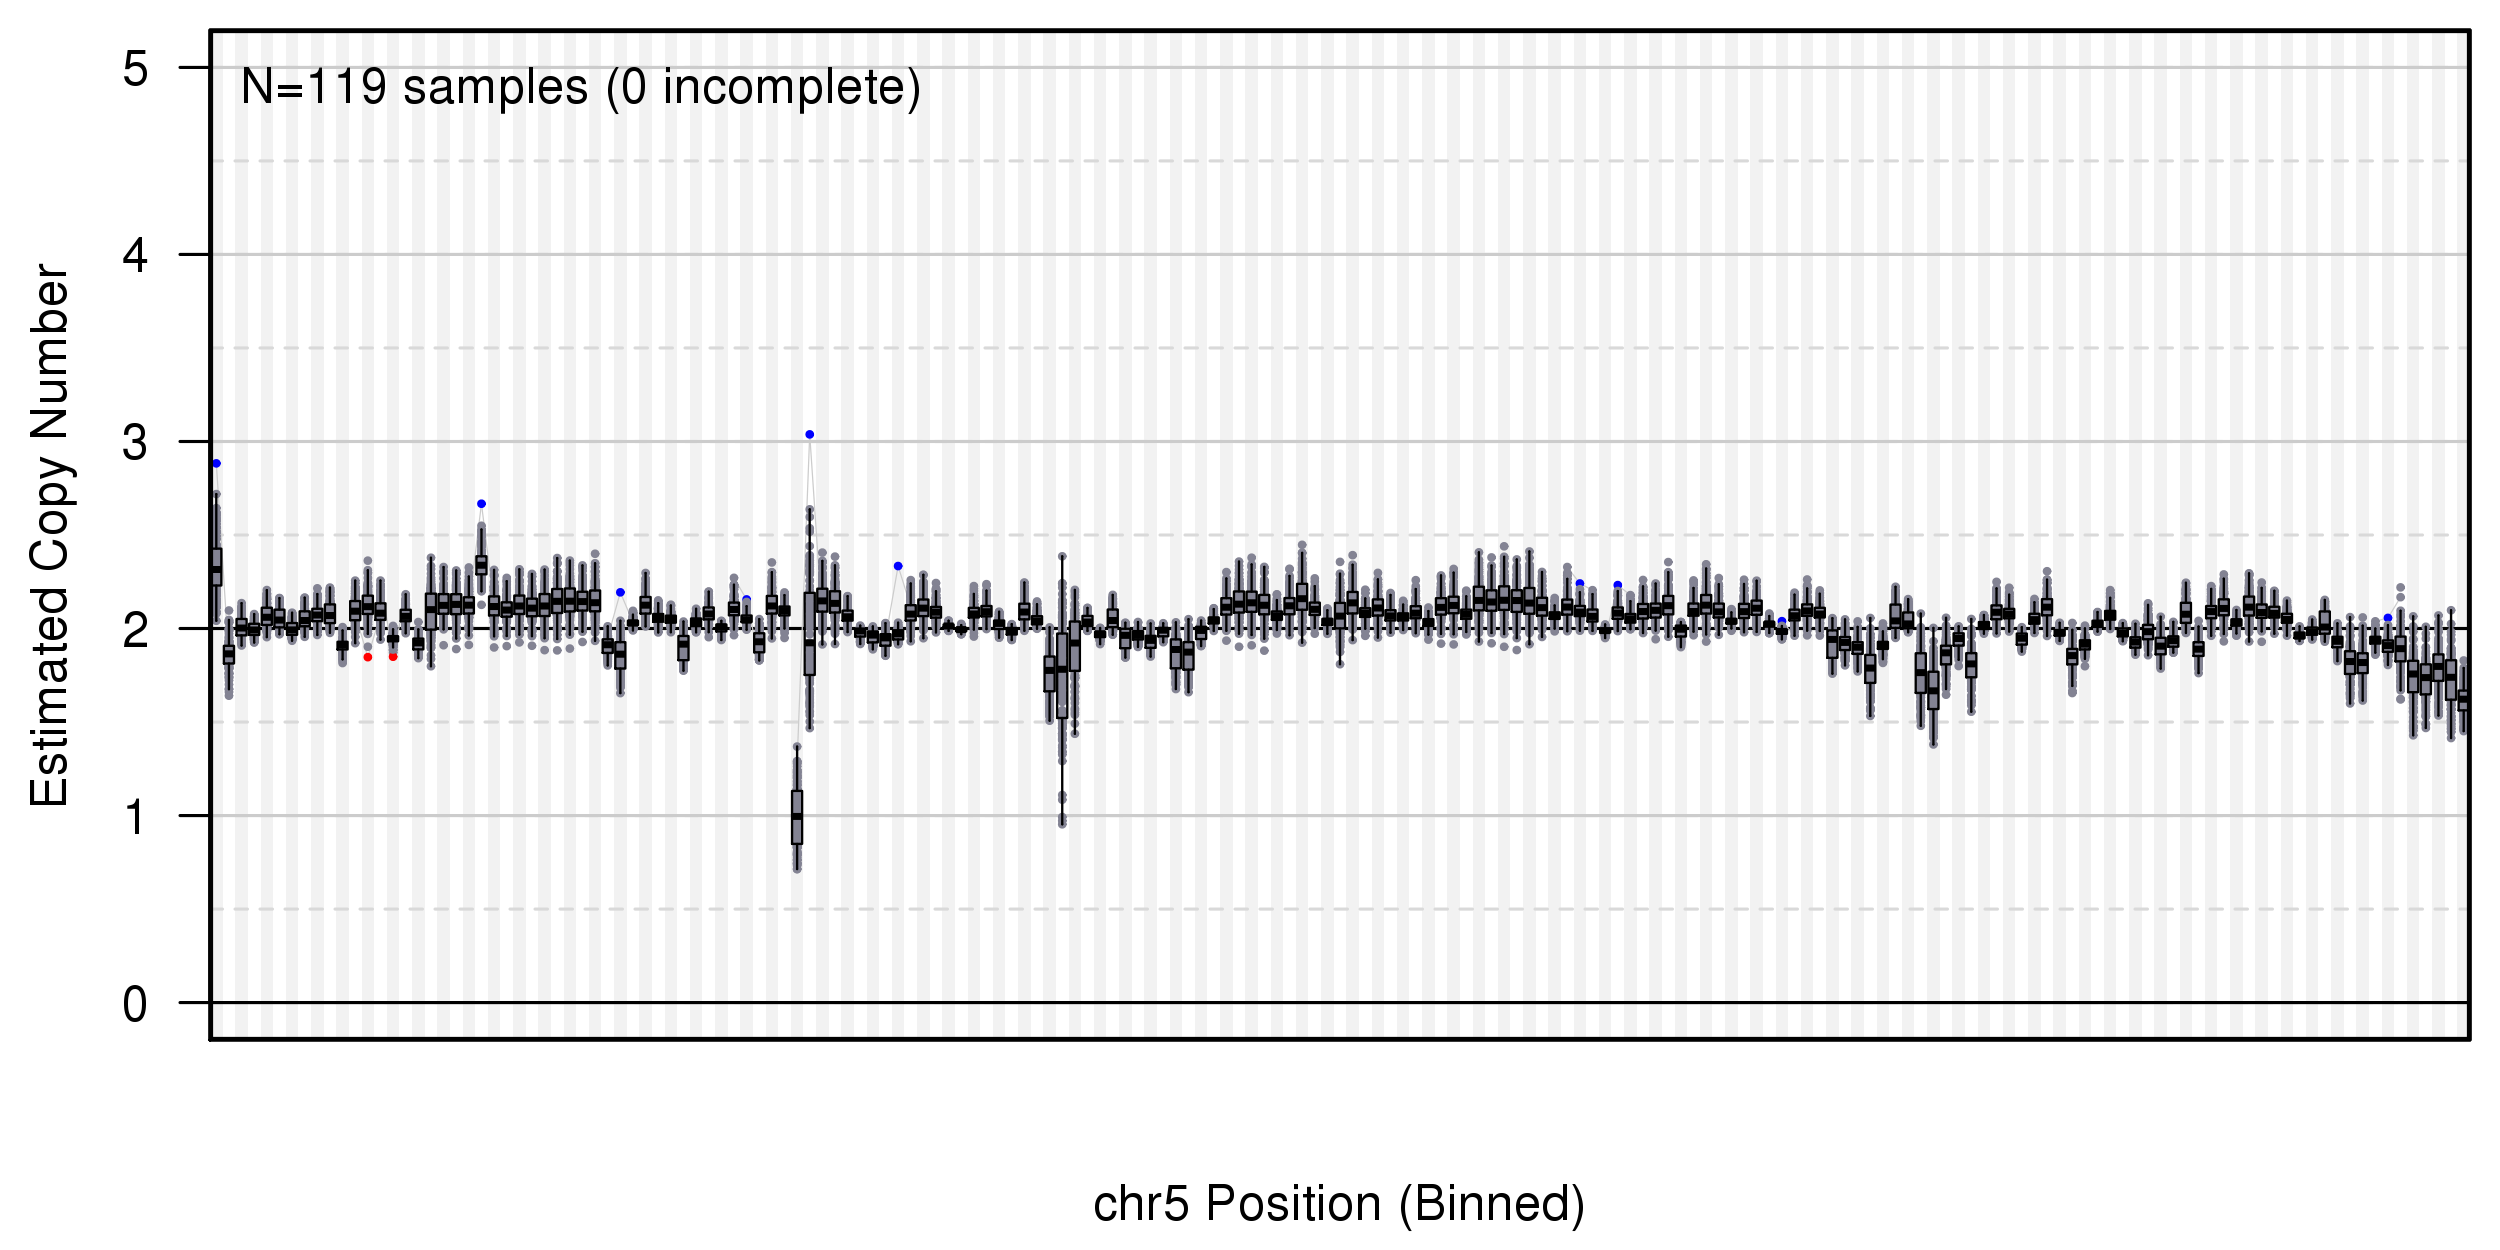 N=119 samples (0 incomplete)
5
4
3
2
1
0
Estimated Copy Number
chr5 Position (Binned)